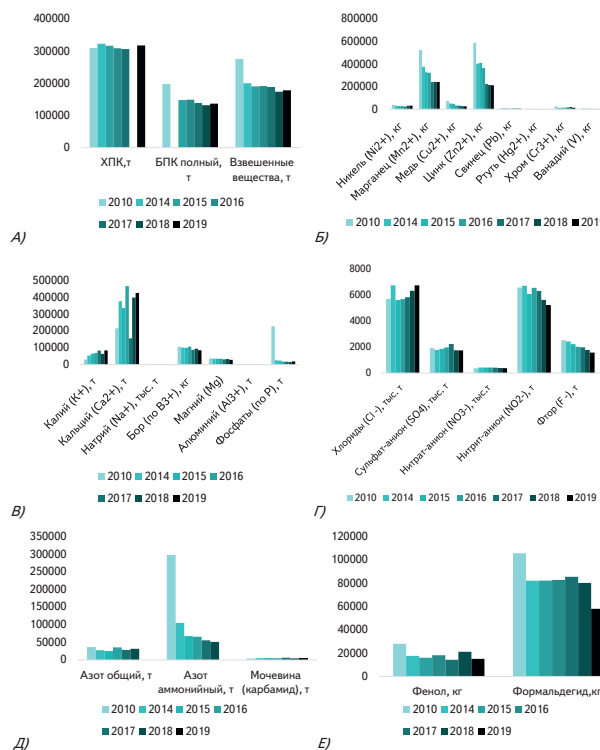 400000
300000
200000
100000
0
ХПК,т
БПК полный,
т
Взвешенные
вещества, т
2010 2014 2015 2016
2017 2018 2019
А)
800000
600000
400000
200000
0
Никель (Ni2+), кг
Марганец (Mn2+), кг
Медь (Cu2+), кг
Цинк (Zn2+), кг
Свинец (Pb), кг
Ртуть (Hg2+), кг
Хром (Cr3+), кг
Ванадий (V), кг
2010 2014 2015 2016 2017 2018 2019
Б)
500000
400000
300000
200000
100000
0
Калий (K+), т
Кальций (Ca2+), т
Натрий (Na+), тыс. т
Бор (по B3+), кг
Магний (Mg)
Алюминий (Al3+), т
Фосфаты (по P), т
2010 2014 2015 2016
2017 2018 2019
В)
8000
6000
4000
2000
0
Хлориды (Cl-), тыс. т
Сульфат-анион (SO4), тыс. т
Нитрат-анион (NO3-), тыс.т
Нитрит-анион (NO2-), т
Фтор (F -), т
2010 2014 2015 2016 2017 2018 2019
Г)
350000
300000
250000
200000
150000
100000
50000
0
Азот общий, т
Азот
аммонийный, т
Мочевина
(карбамид), т
2010 2014 2015 2016
2017 2018 2019
Д)
120000
100000
80000
60000
40000
20000
0
Фенол, кг
Формальдегид,кг
2010 2014 2015 2016
2017 2018 2019
Е)